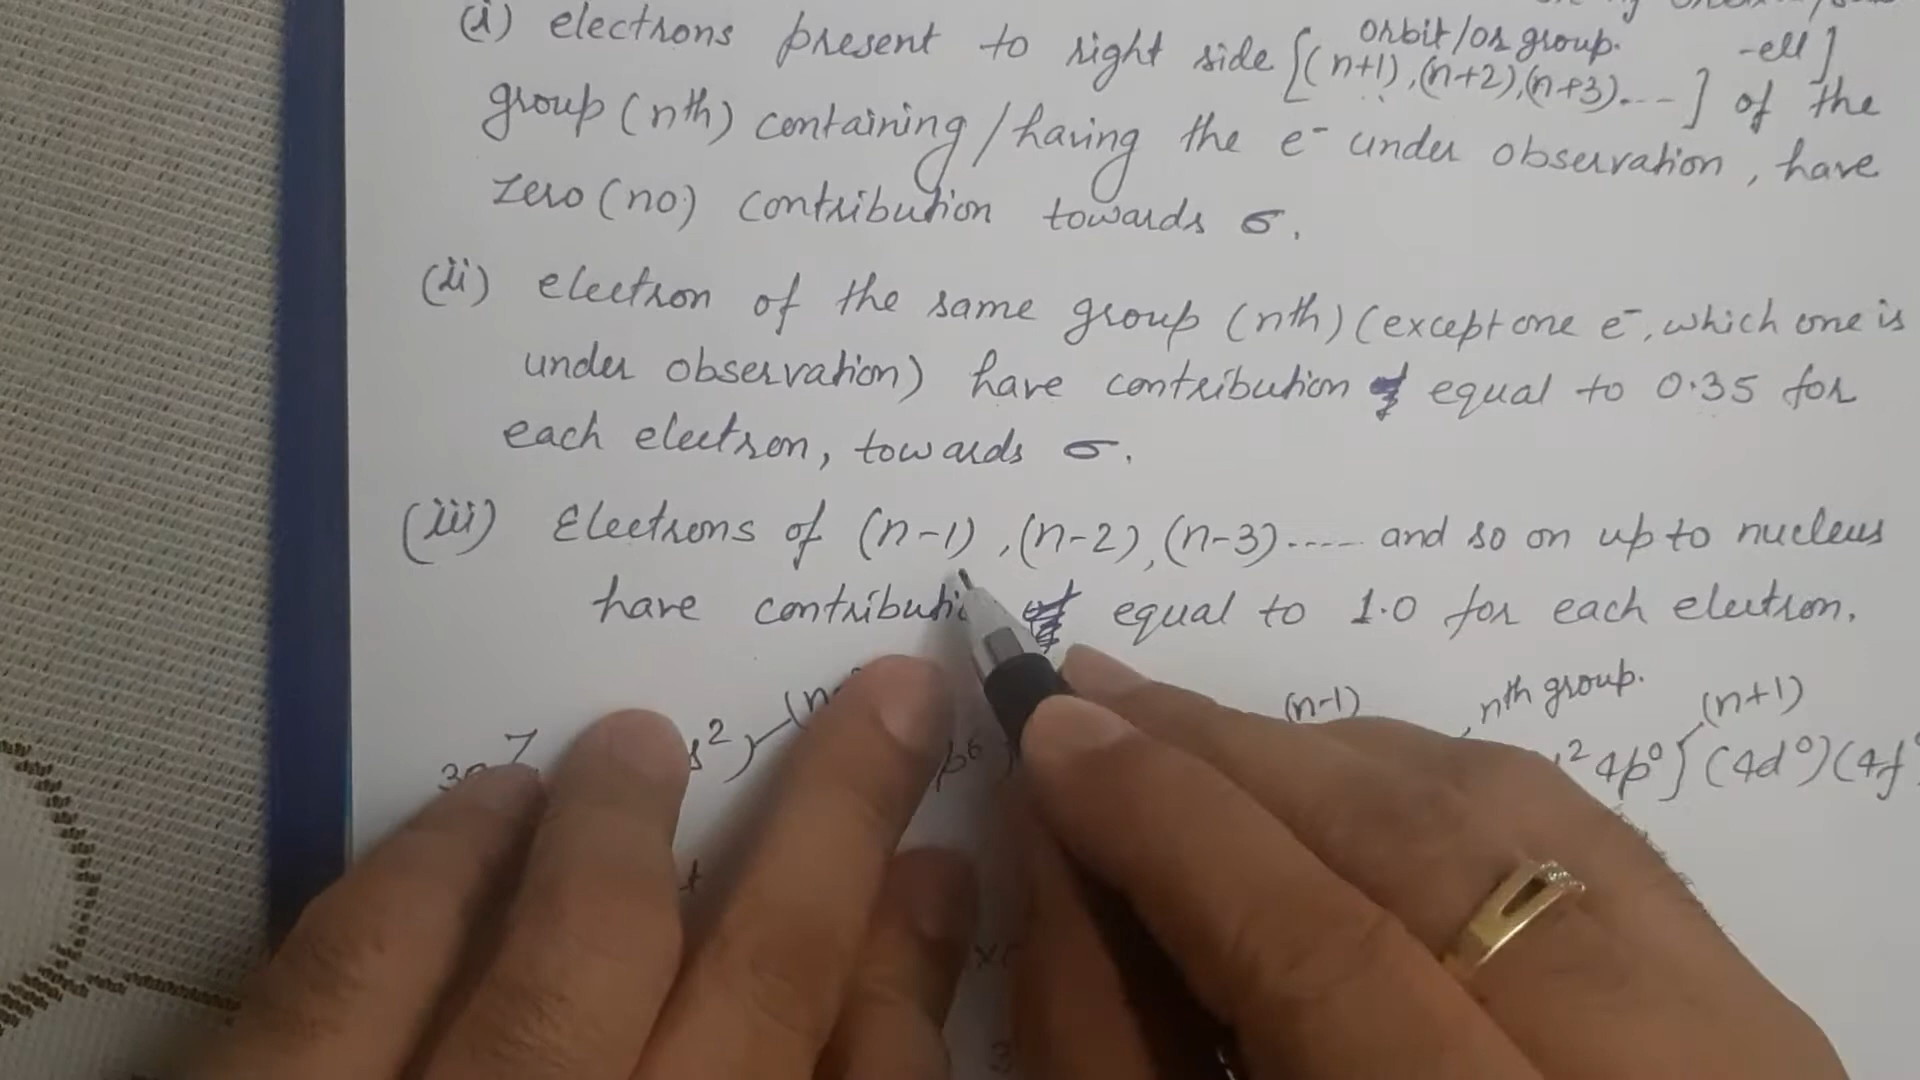 orbit/or group. -ell]
(i) electrons present to right side [(n+1),(n+2),(n+3)....] of the
group (nth) containing/having the e⁻ under observation, have
zero (no) contribution towards σ.
(ii) electron of the same group (nth) (except one e⁻, which one is
under observation) have contribution equal to 0.35 for
each electron, towards σ.
(iii) Electrons of (n-1), (n-2), (n-3)..... and so on up to nucleus
have equal to 1.0 for each electron.
(n-1) nth group. (n+1)
4p⁰] (4d⁰)(4f